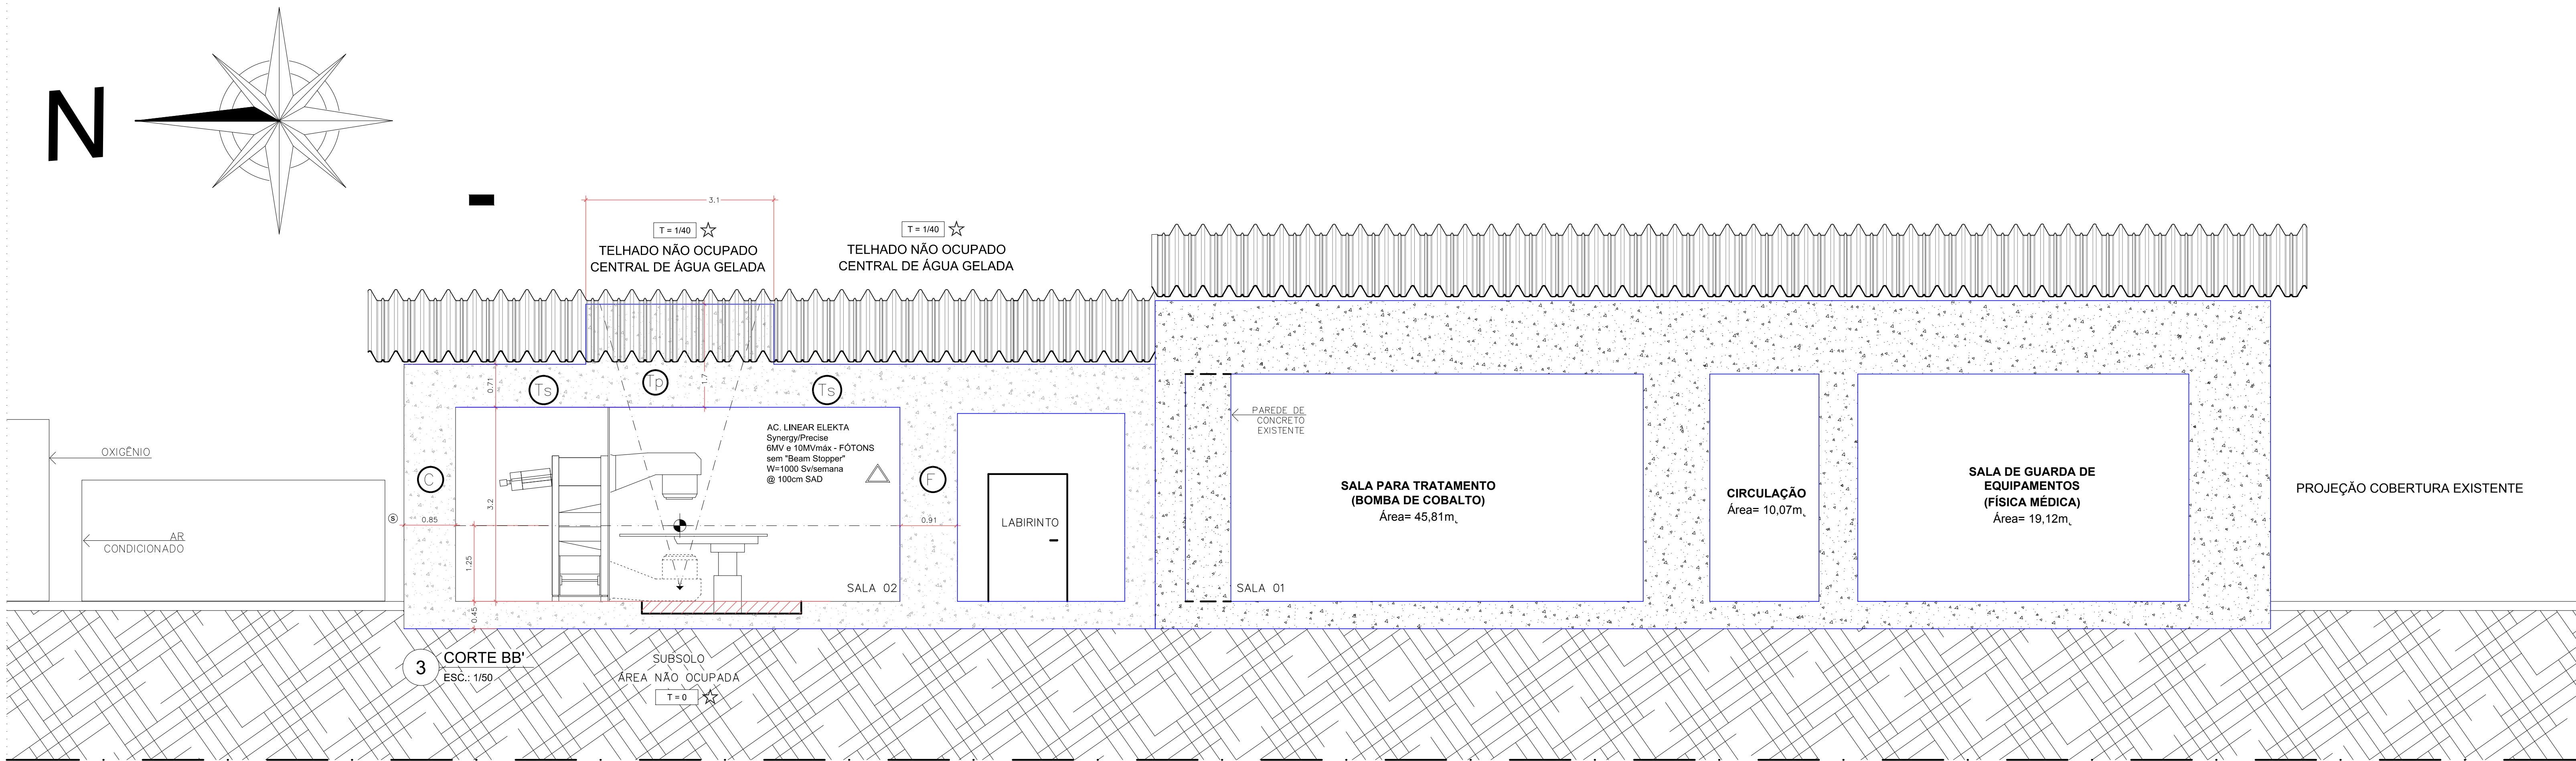 N
3.1
T = 1/40
TELHADO NÃO OCUPADO
CENTRAL DE ÁGUA GELADA
T = 1/40
TELHADO NÃO OCUPADO
CENTRAL DE ÁGUA GELADA
0.71
Ts
Tp
1.7
Ts
OXIGÊNIO
AR
CONDICIONADO
C
S
0.85
3.2
1.25
0.45
AC. LINEAR ELEKTA
Synergy/Precise
6MV e 10MVmáx - FÓTONS
sem "Beam Stopper"
W=1000 Sv/semana
@ 100cm SAD
F
0.91
LABIRINTO
SALA 02
PAREDE DE
CONCRETO
EXISTENTE
SALA 01
SALA PARA TRATAMENTO
(BOMBA DE COBALTO)
Área= 45,81m
CIRCULAÇÃO
Área= 10,07m
SALA DE GUARDA DE
EQUIPAMENTOS
(FÍSICA MÉDICA)
Área= 19,12m
PROJEÇÃO COBERTURA EXISTENTE
3
CORTE BB'
ESC.: 1/50
SUBSOLO
ÁREA NÃO OCUPADA
T = 0